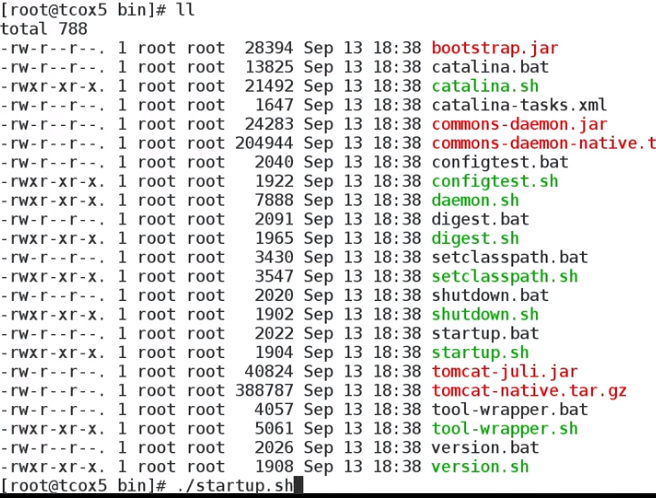 [root@tcox5 bin]# ll
total 788
-rw-r--r--. 1 root root  28394 Sep 13 18:38 bootstrap.jar
-rw-r--r--. 1 root root  13825 Sep 13 18:38 catalina.bat
-rwxr-xr-x. 1 root root  21492 Sep 13 18:38 catalina.sh
-rw-r--r--. 1 root root   1647 Sep 13 18:38 catalina-tasks.xml
-rw-r--r--. 1 root root  24283 Sep 13 18:38 commons-daemon.jar
-rw-r--r--. 1 root root 204944 Sep 13 18:38 commons-daemon-native.t
-rw-r--r--. 1 root root   2040 Sep 13 18:38 configtest.bat
-rwxr-xr-x. 1 root root   1922 Sep 13 18:38 configtest.sh
-rwxr-xr-x. 1 root root   7888 Sep 13 18:38 daemon.sh
-rw-r--r--. 1 root root   2091 Sep 13 18:38 digest.bat
-rwxr-xr-x. 1 root root   1965 Sep 13 18:38 digest.sh
-rw-r--r--. 1 root root   3430 Sep 13 18:38 setclasspath.bat
-rwxr-xr-x. 1 root root   3547 Sep 13 18:38 setclasspath.sh
-rw-r--r--. 1 root root   2020 Sep 13 18:38 shutdown.bat
-rwxr-xr-x. 1 root root   1902 Sep 13 18:38 shutdown.sh
-rw-r--r--. 1 root root   2022 Sep 13 18:38 startup.bat
-rwxr-xr-x. 1 root root   1904 Sep 13 18:38 startup.sh
-rw-r--r--. 1 root root  40824 Sep 13 18:38 tomcat-juli.jar
-rw-r--r--. 1 root root 388787 Sep 13 18:38 tomcat-native.tar.gz
-rw-r--r--. 1 root root   4057 Sep 13 18:38 tool-wrapper.bat
-rwxr-xr-x. 1 root root   5061 Sep 13 18:38 tool-wrapper.sh
-rw-r--r--. 1 root root   2026 Sep 13 18:38 version.bat
-rwxr-xr-x. 1 root root   1908 Sep 13 18:38 version.sh
[root@tcox5 bin]# ./startup.sh